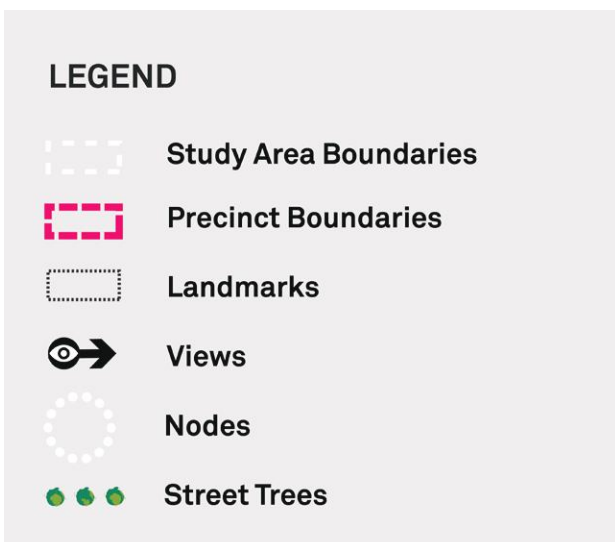 LEGEND
Study Area Boundaries
Precinct Boundaries
Landmarks
Views
Nodes
Street Trees